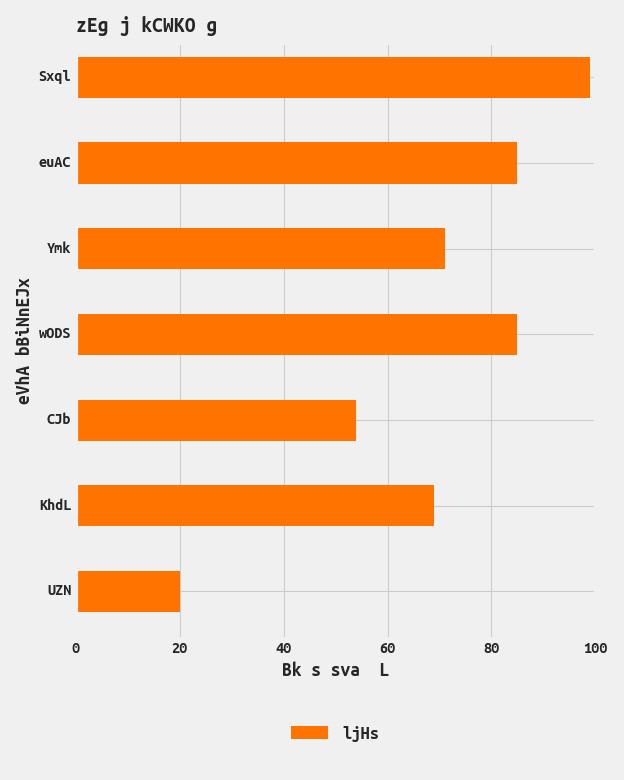 zEg j kCWKO g
Sxql
euAC
Ymk
wODS
CJb
KhdL
UZN
eVhA bBiNnEJx
0 20 40 60 80 100
Bk s sva  L
ljHs